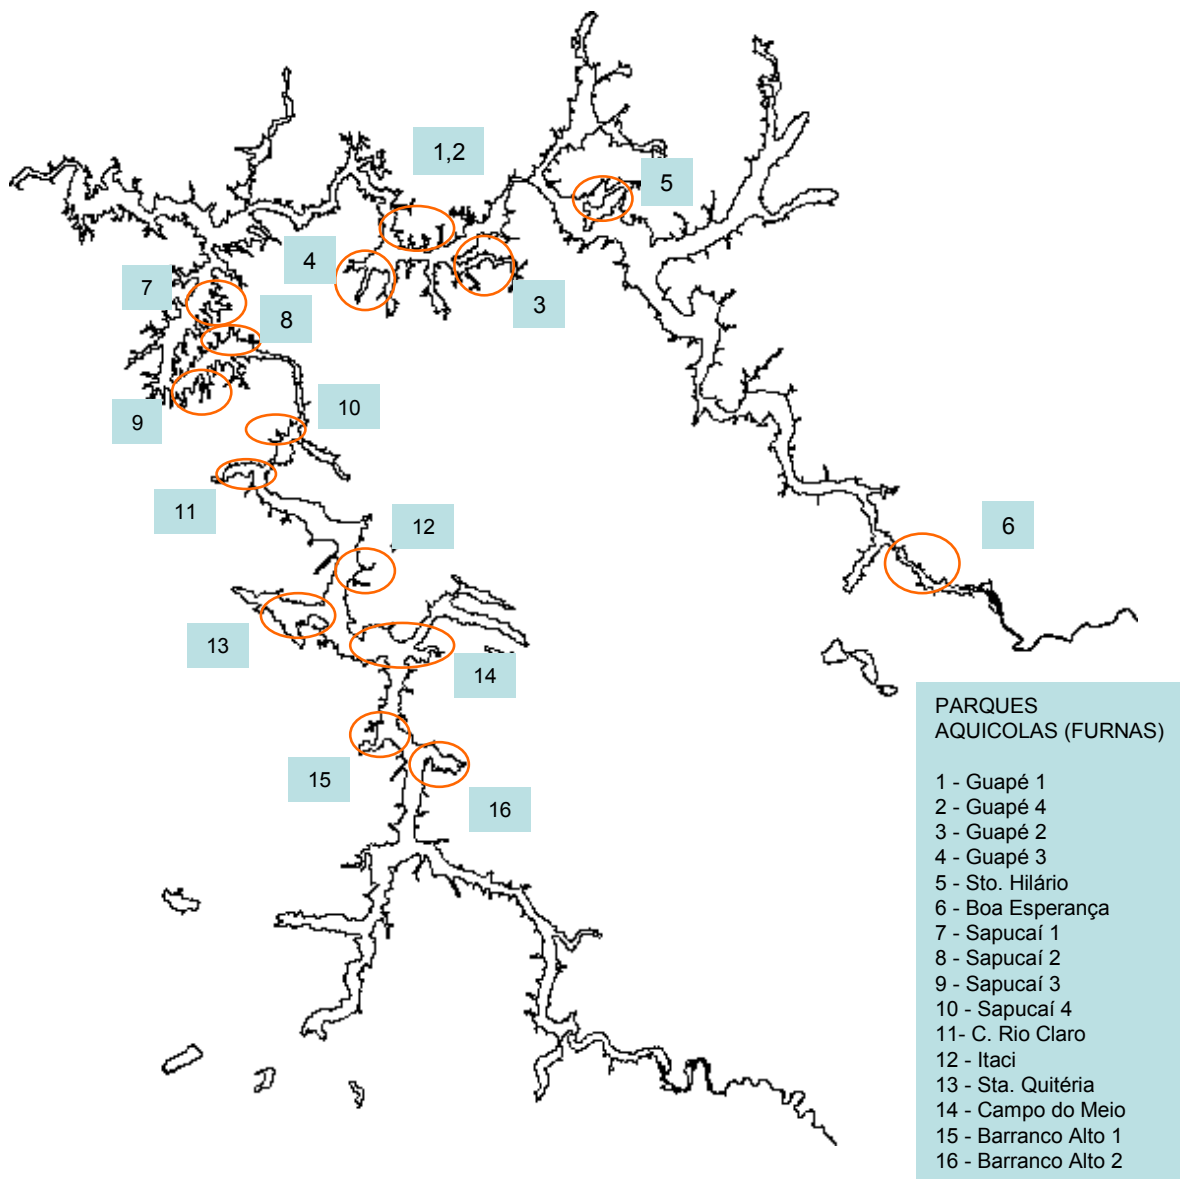 1,2
5
4
7
3
8
10
9
11
12
6
13
14
15
16
PARQUES
AQUICOLAS (FURNAS)
1 - Guapé 1
2 - Guapé 4
3 - Guapé 2
4 - Guapé 3
5 - Sto. Hilário
6 - Boa Esperança
7 - Sapucaí 1
8 - Sapucaí 2
9 - Sapucaí 3
10 - Sapucaí 4
11- C. Rio Claro
12 - Itaci
13 - Sta. Quitéria
14 - Campo do Meio
15 - Barranco Alto 1
16 - Barranco Alto 2